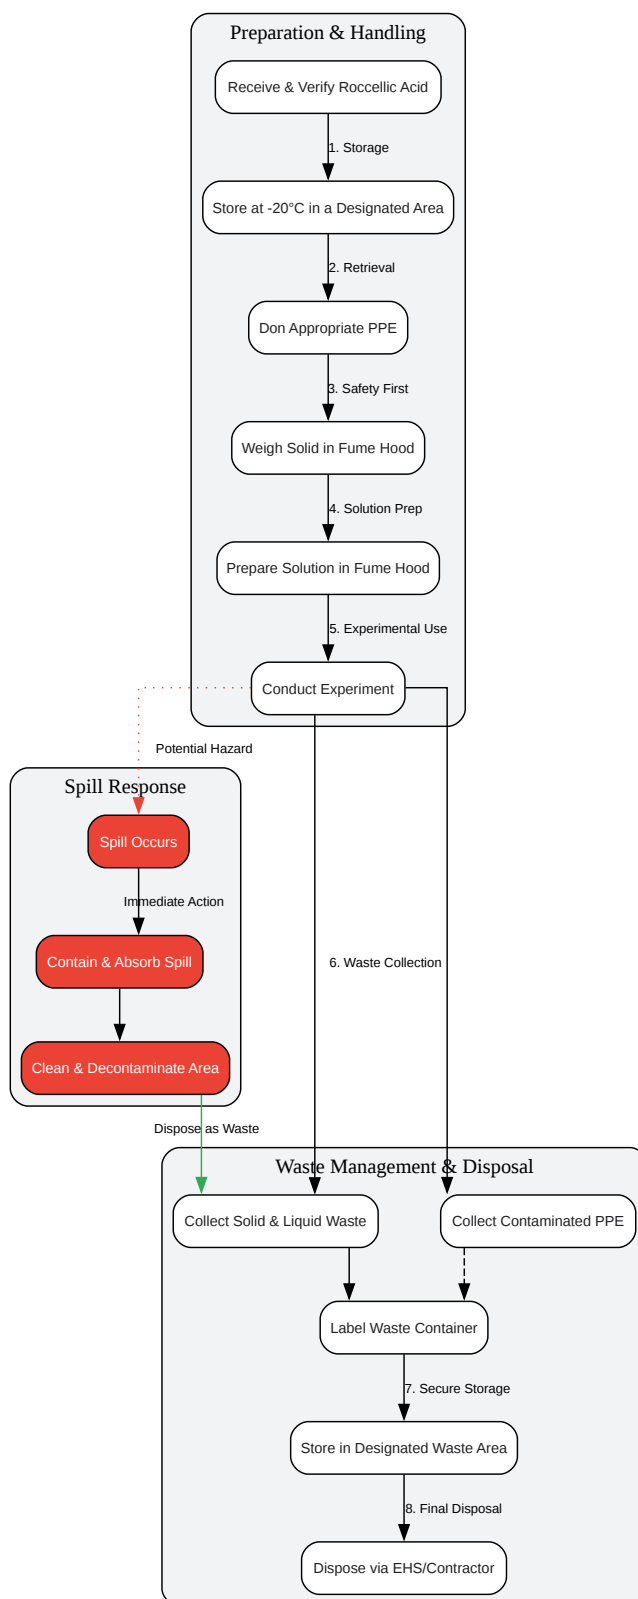 Preparation & Handling
Receive & Verify Roccellic Acid
1. Storage
Store at -20°C in a Designated Area
2. Retrieval
Don Appropriate PPE
3. Safety First
Weigh Solid in Fume Hood
4. Solution Prep
Prepare Solution in Fume Hood
5. Experimental Use
Conduct Experiment
Potential Hazard
Spill Response
Spill Occurs
Immediate Action
Contain & Absorb Spill
6. Waste Collection
Clean & Decontaminate Area
Dispose as Waste
Waste Management & Disposal
Collect Solid & Liquid Waste
Collect Contaminated PPE
Label Waste Container
7. Secure Storage
Store in Designated Waste Area
8. Final Disposal
Dispose via EHS/Contractor